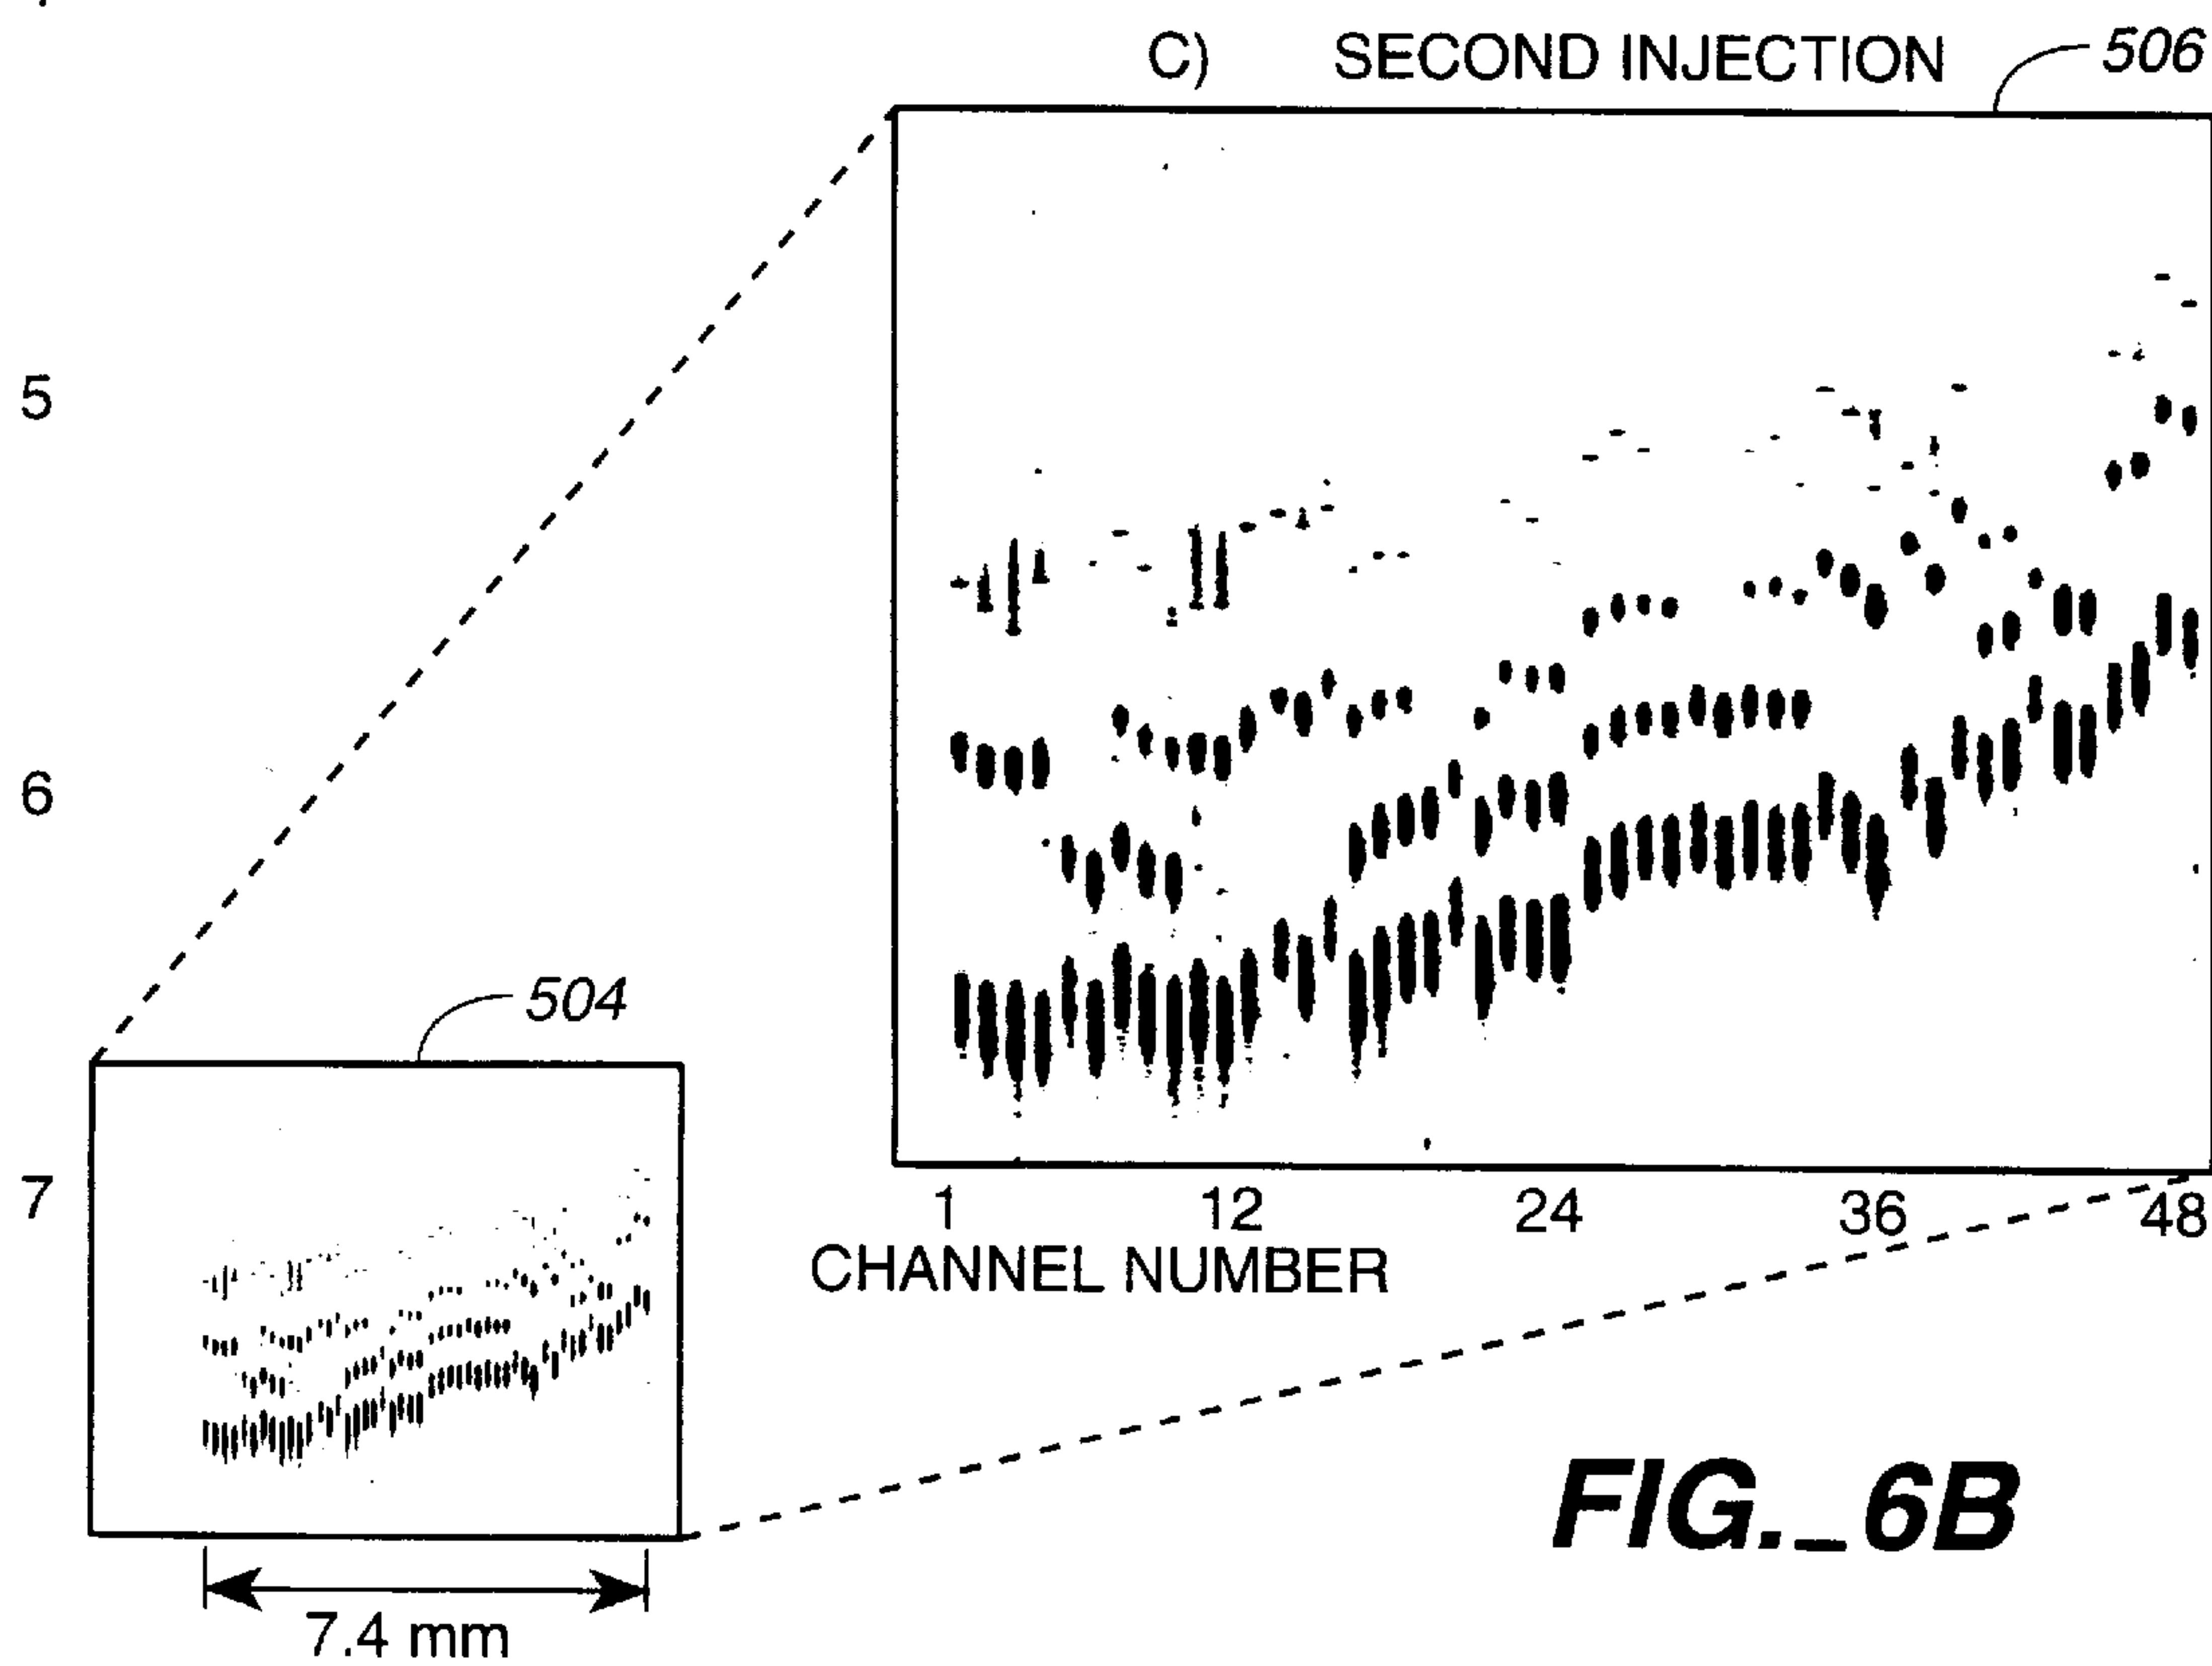 C) SECOND INJECTION 506
5
6
504
7
1 12 24 36 48
CHANNEL NUMBER
7.4 mm
FIG._6B